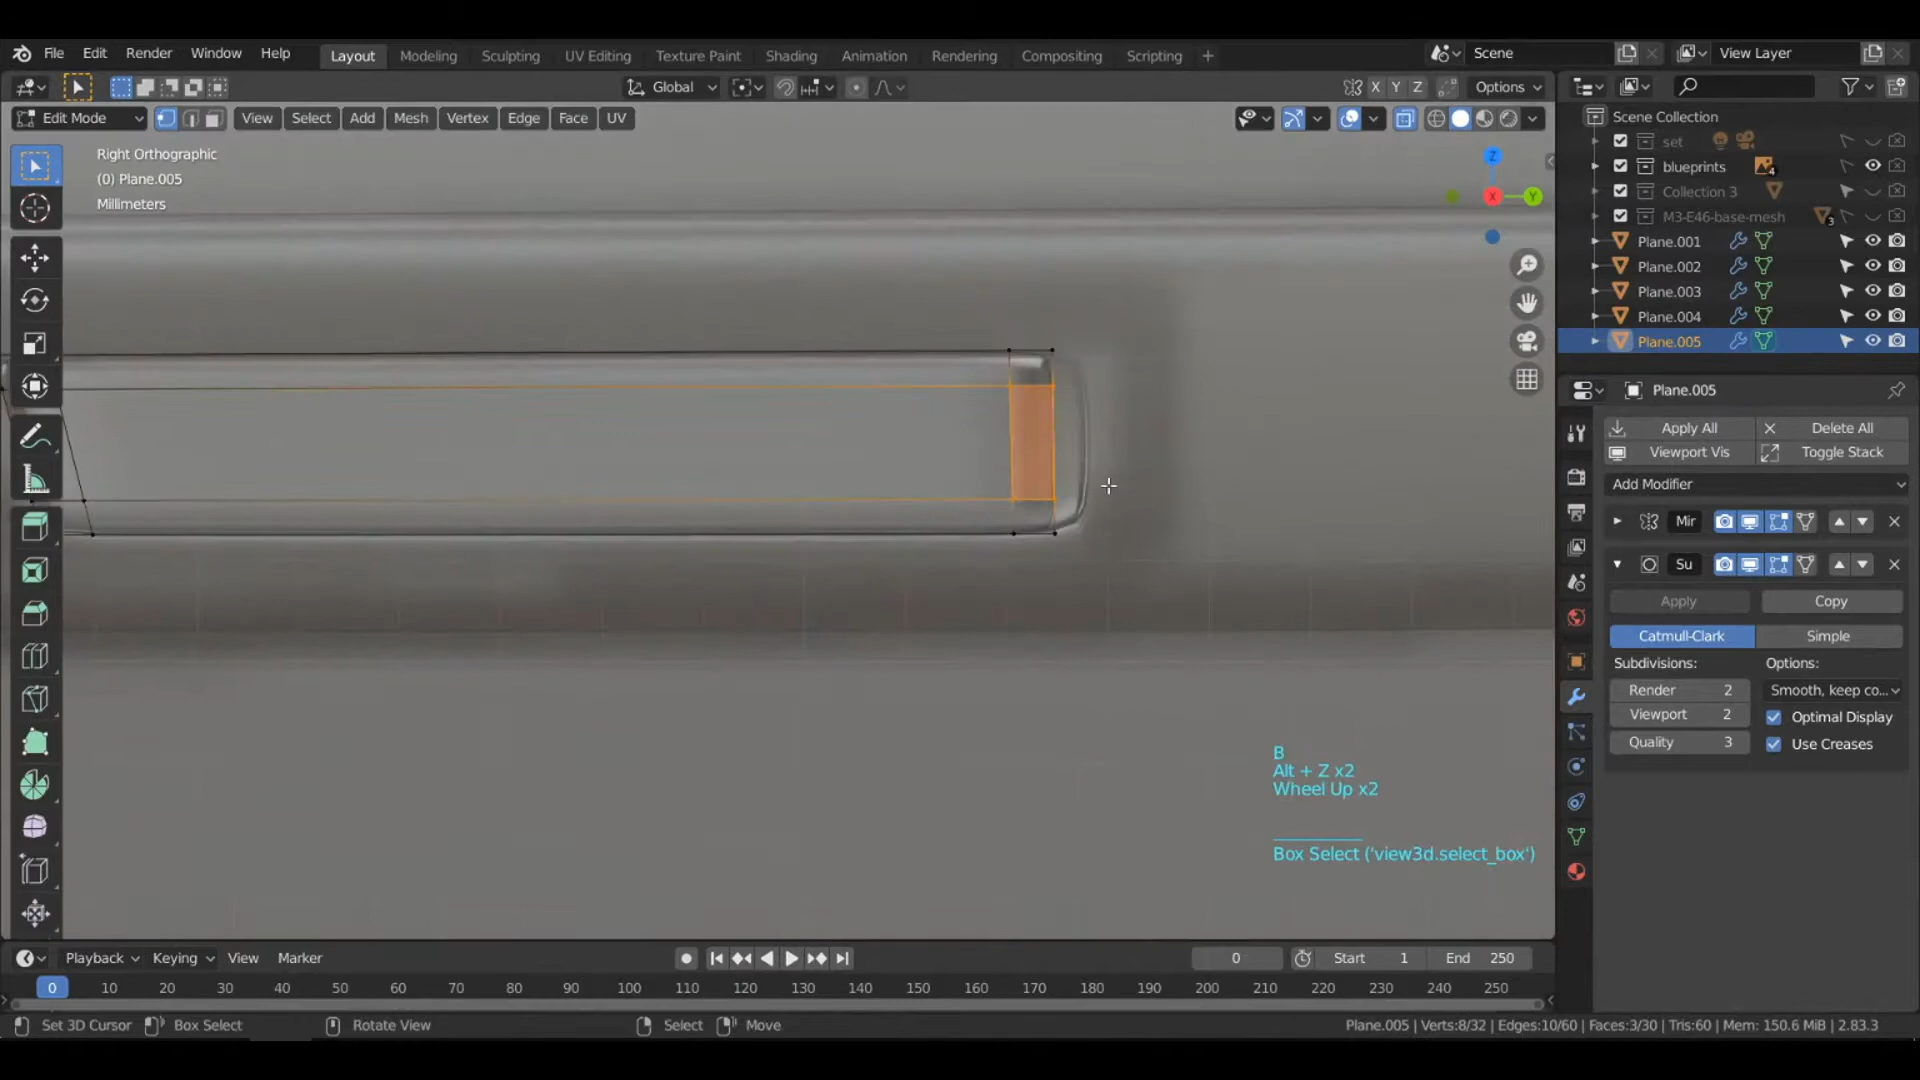 File Edit Render Window Help Layout Modeling Sculpting UV Editing Texture Paint Shading Animation Rendering Compositing Scripting + Scene View Layer
Global X Y Z Options
Edit Mode View Select Add Mesh Vertex Edge Face UV
Right Orthographic
(0) Plane.005
Millimeters
Z
X
Y
Scene Collection
set
blueprints 4
Collection 3
M3-E46-base-mesh 3
Plane.001
Plane.002
Plane.003
Plane.004
Plane.005
Plane.005
Apply All Delete All
Viewport Vis Toggle Stack
Add Modifier
Mir
Su
Apply Copy
Catmull-Clark Simple
Subdivisions: Options:
Render 2 Smooth, keep co...
Viewport 2 Optimal Display
Quality 3 Use Creases
B
Alt + Z x2
Wheel Up x2
Box Select ('view3d.select_box')
Playback Keying View Marker 0 Start 1 End 250
0 10 20 30 40 50 60 70 80 90 100 110 120 130 140 150 160 170 180 190 200 210 220 230 240 250
Set 3D Cursor Box Select Rotate View Select Move Plane.005 | Verts:8/32 | Edges:10/60 | Faces:3/30 | Tris:60 | Mem: 150.6 MiB | 2.83.3